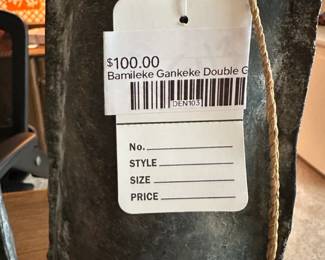 $100.00
Bamileke Gankeke Double G
DEN103
No.
STYLE
SIZE
PRICE